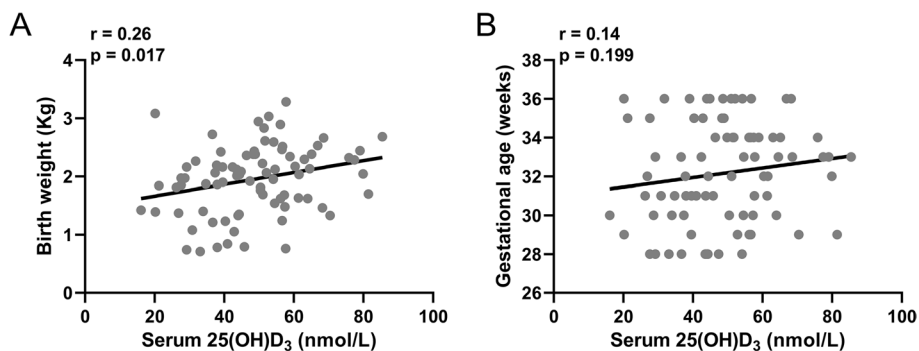 A
r = 0.26
p = 0.017
Birth weight (Kg)
4
3
2
1
0
0 20 40 60 80 100
Serum 25(OH)D₃ (nmol/L)
B
r = 0.14
p = 0.199
Gestational age (weeks)
38
36
34
32
30
28
26
0 20 40 60 80 100
Serum 25(OH)D₃ (nmol/L)